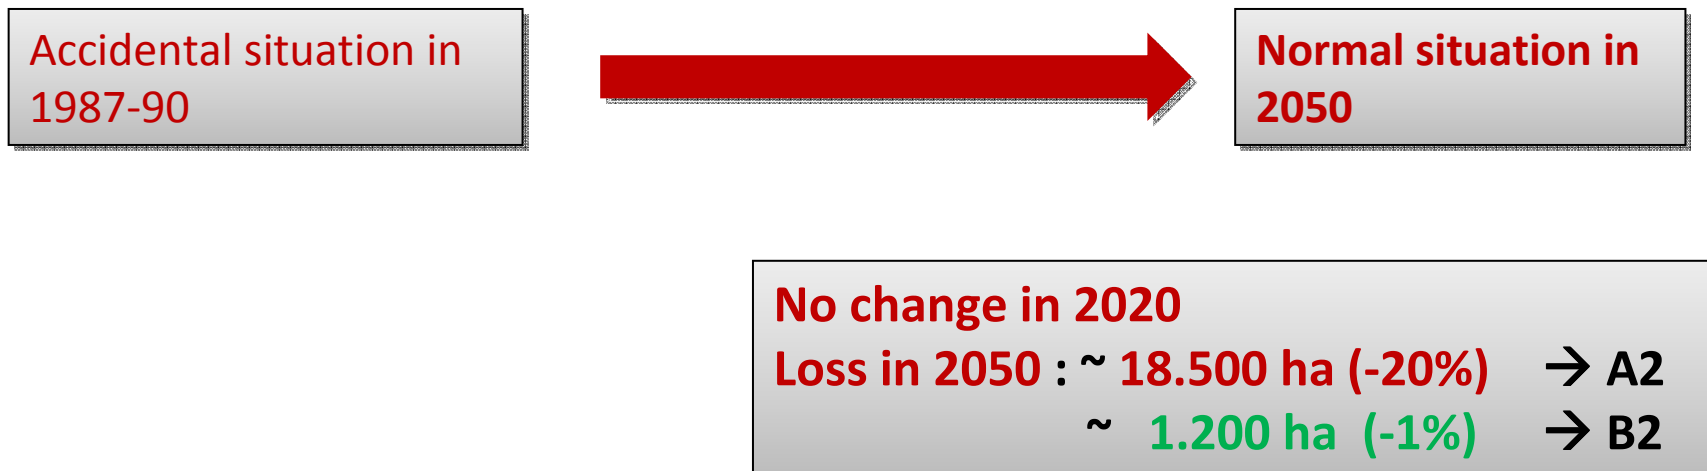 Accidental situation in
1987-90
Normal situation in
2050
No change in 2020
Loss in 2050 : ~ 18.500 ha (-20%) → A2
~ 1.200 ha (-1%) → B2